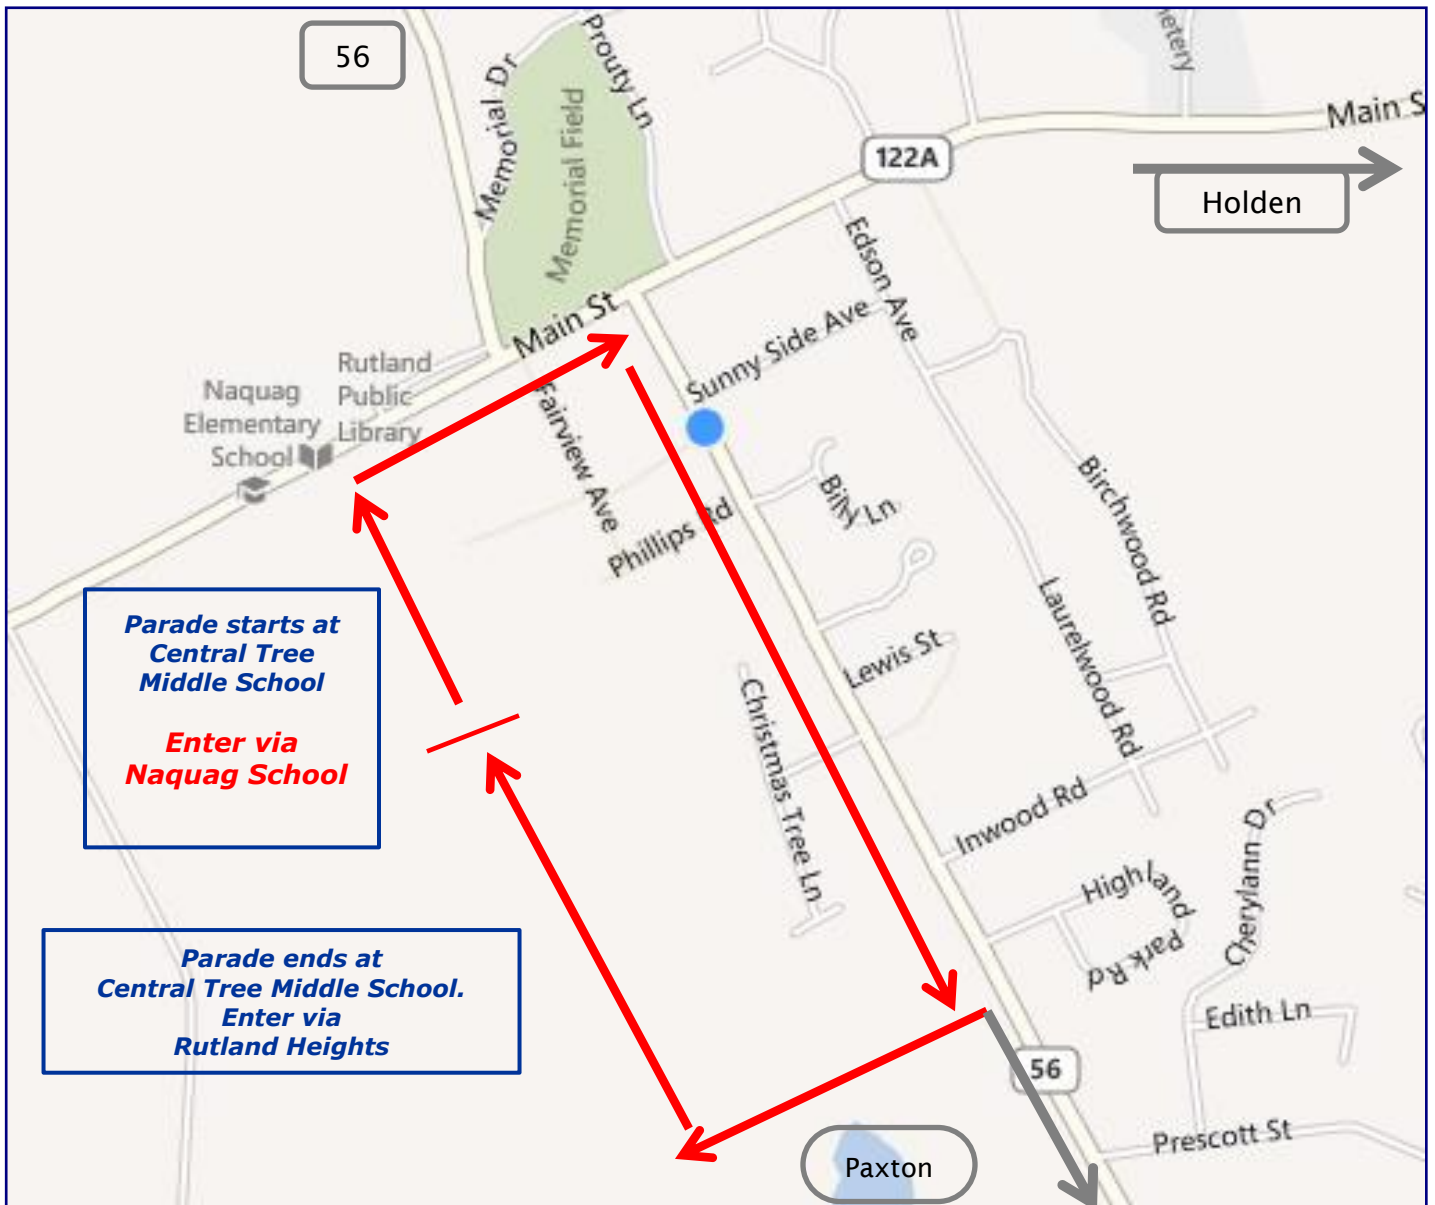 56
Memorial Dr
Prouty Ln
Memorial Field
Main S
122A
Holden
Edson Ave
Main St
Sunny Side Ave
Rutland
Public
Library
Naquag
Elementary
School
Fairview Ave
Phillips Rd
Billy Ln
Birchwood Rd
Laurelwood Rd
Lewis St
Christmas Tree Ln
Inwood Rd
Highland
Park Rd
Cherylann Dr
Edith Ln
56
Prescott St
Paxton
Parade starts at
Central Tree
Middle School
Enter via
Naquag School
Parade ends at
Central Tree Middle School.
Enter via
Rutland Heights